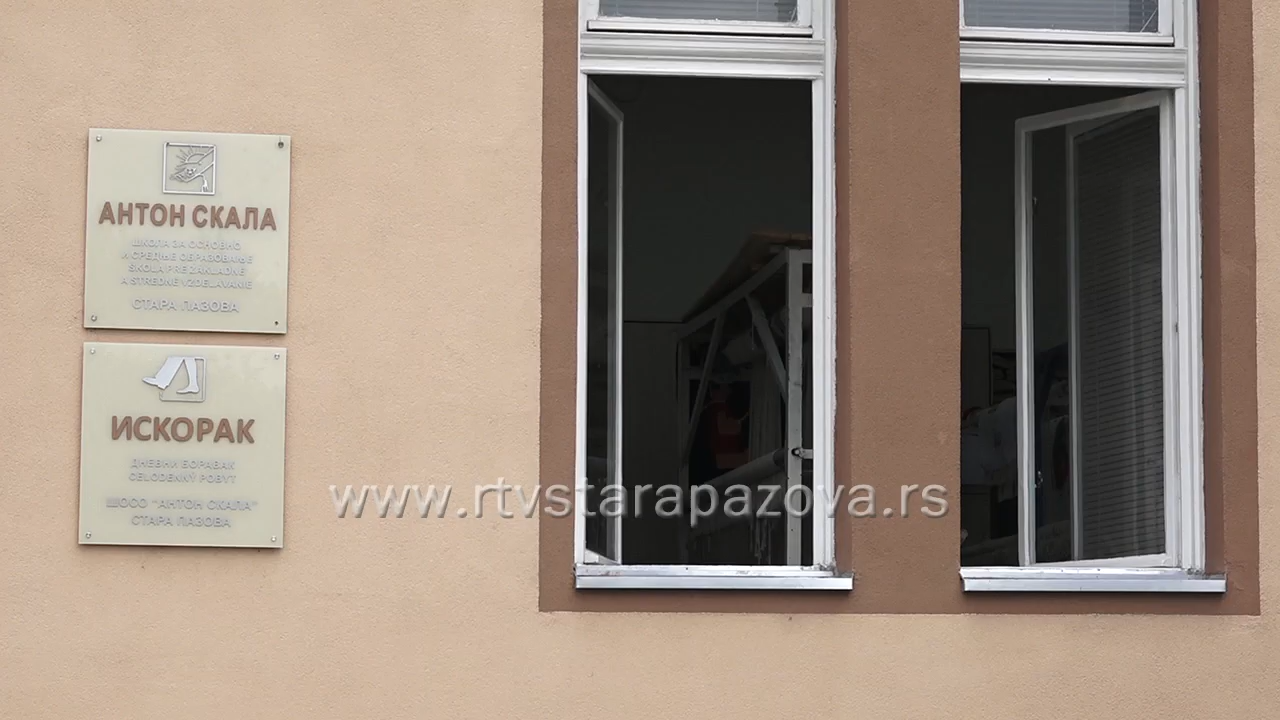 АНТОН СКАЛА
ШКОЛА ЗА ОСНОВНО
И СРЕДЊЕ ОБРАЗОВАЊЕ
ŠKOLA PRE ZÁKLADNÉ
A STREDNÉ VZDELÁVANIE
СТАРА ПАЗОВА
ИСКОРАК
ДНЕВНИ БОРАВАК
CELODENNÝ POBYT
ШОСО "АНТОН СКАЛА"
СТАРА ПАЗОВА
www.rtvstarapazova.rs